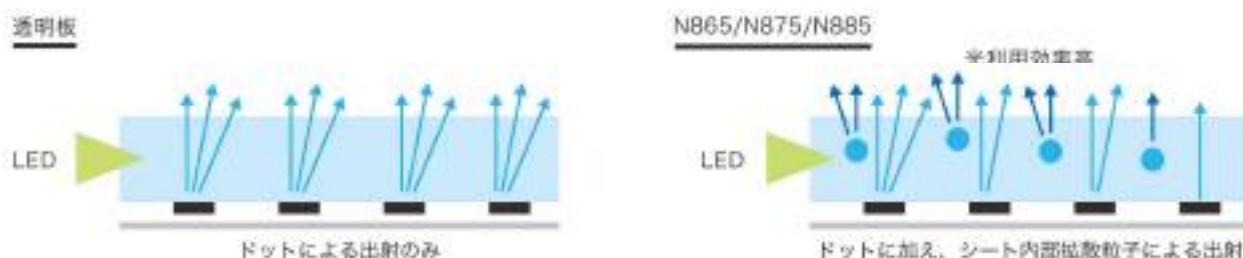 透明板
N865/N875/N885
光利用効率高
LED
LED
ドットによる出射のみ
ドットに加え、シート内部拡散粒子による出射